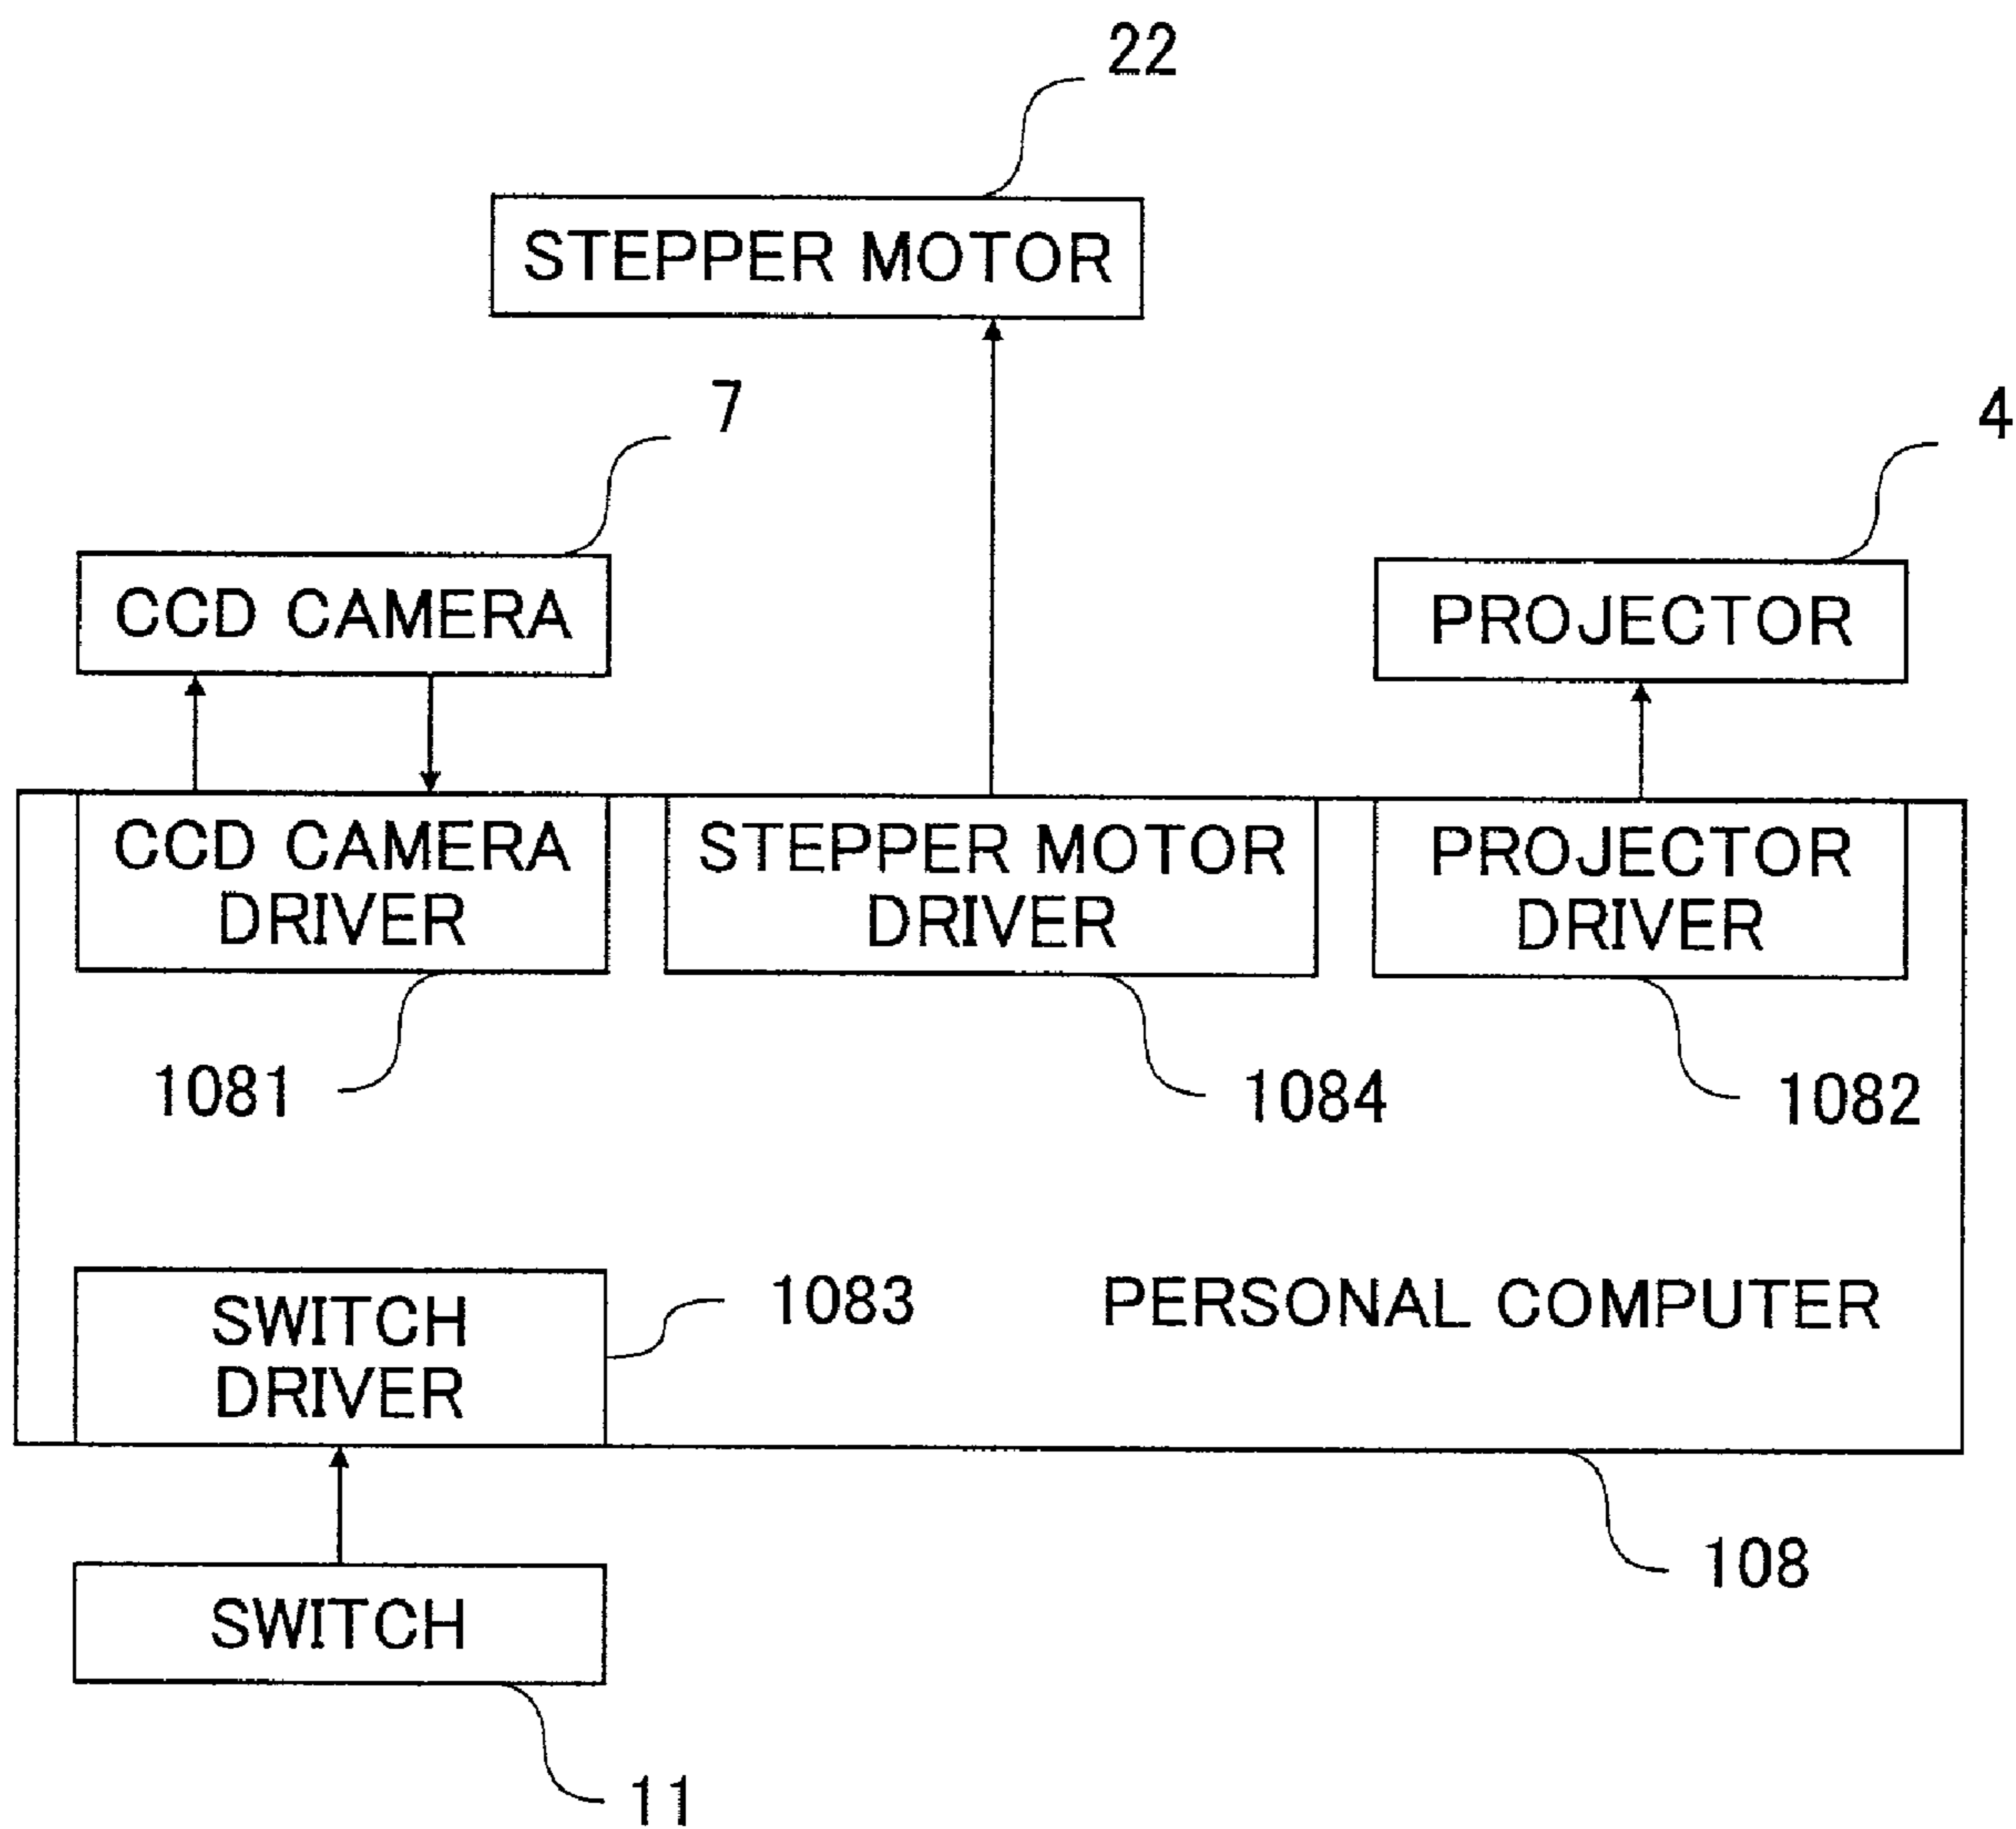 22
STEPPER MOTOR
7
4
CCD CAMERA
PROJECTOR
CCD CAMERA
DRIVER
STEPPER MOTOR
DRIVER
PROJECTOR
DRIVER
1081
1084
1082
SWITCH
DRIVER
1083
PERSONAL COMPUTER
108
SWITCH
11